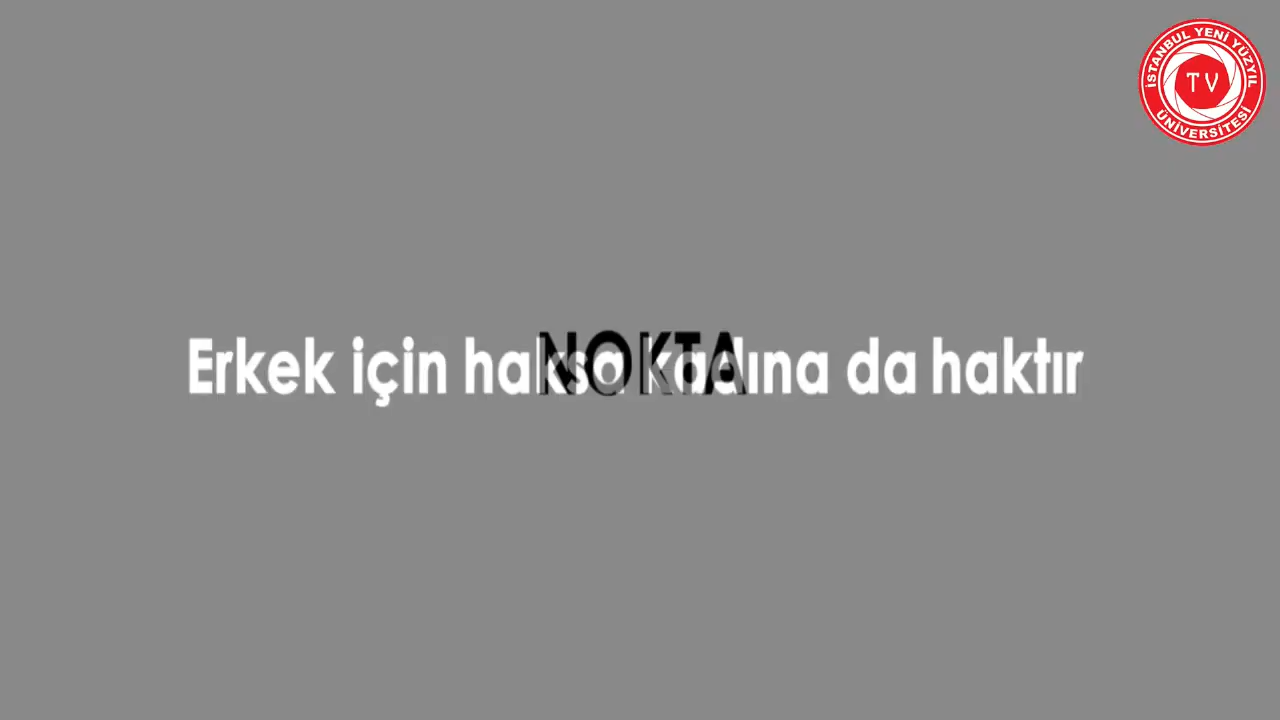 İSTANBUL YENİ YÜZYIL
TV
ÜNİVERSİTESİ
Erkek için haksa kadına da haktır
NOKTA